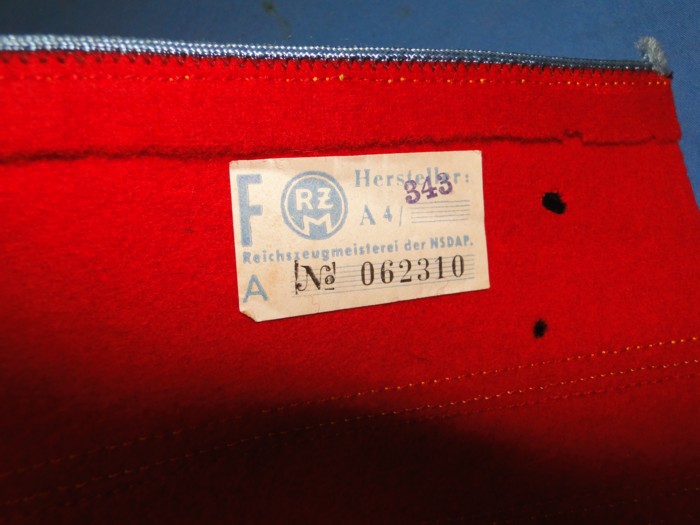 F
RZM
Hersteller:
A 4/ 343
Reichszeugmeisterei der NSDAP.
A
№ 062310